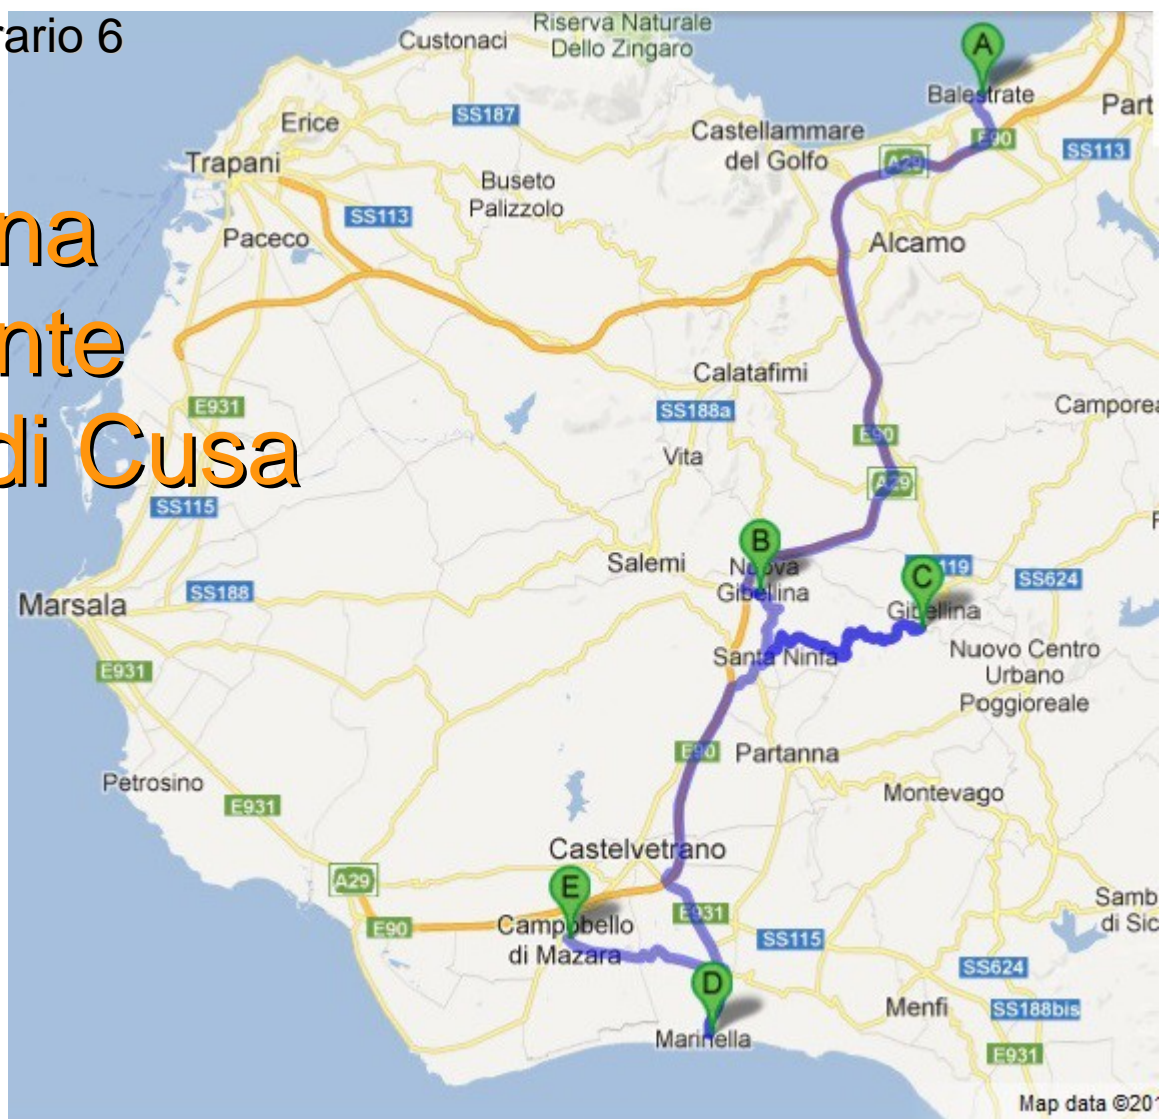 rario 6
Riserva Naturale
Dello Zingaro
Custonaci
A
Balestrate
Part
SS187
Erice
Castellammare
del Golfo
E90
SS113
Trapani
A29
Buseto
Palizzolo
SS113
na
Paceco
Alcamo
nte
Calatafimi
E931
SS188a
Camporea
di Cusa
E90
Vita
A29
SS115
B
Salemi
Nuova
Gibellina
119
C
SS624
SS188
Gibellina
Marsala
Santa Ninfa
Nuovo Centro
Urbano
Poggioreale
E931
E90
Partanna
Petrosino
E931
Montevago
Castelvetrano
A29
E
Samb
di Sic
E931
E90
Campobello
di Mazara
SS115
SS624
D
Menfi
SS188bis
Marinella
E931
Map data ©201